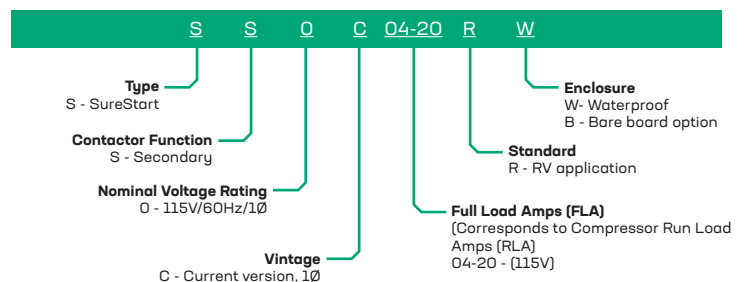 S S 0 C 04-20 R W
Type
S - SureStart
Contactor Function
S - Secondary
Nominal Voltage Rating
0 - 115V/60Hz/1Ø
Vintage
C - Current version, 1Ø
Enclosure
W- Waterproof
B - Bare board option
Standard
R - RV application
Full Load Amps (FLA)
(Corresponds to Compressor Run Load
Amps (RLA)
04-20 - (115V)